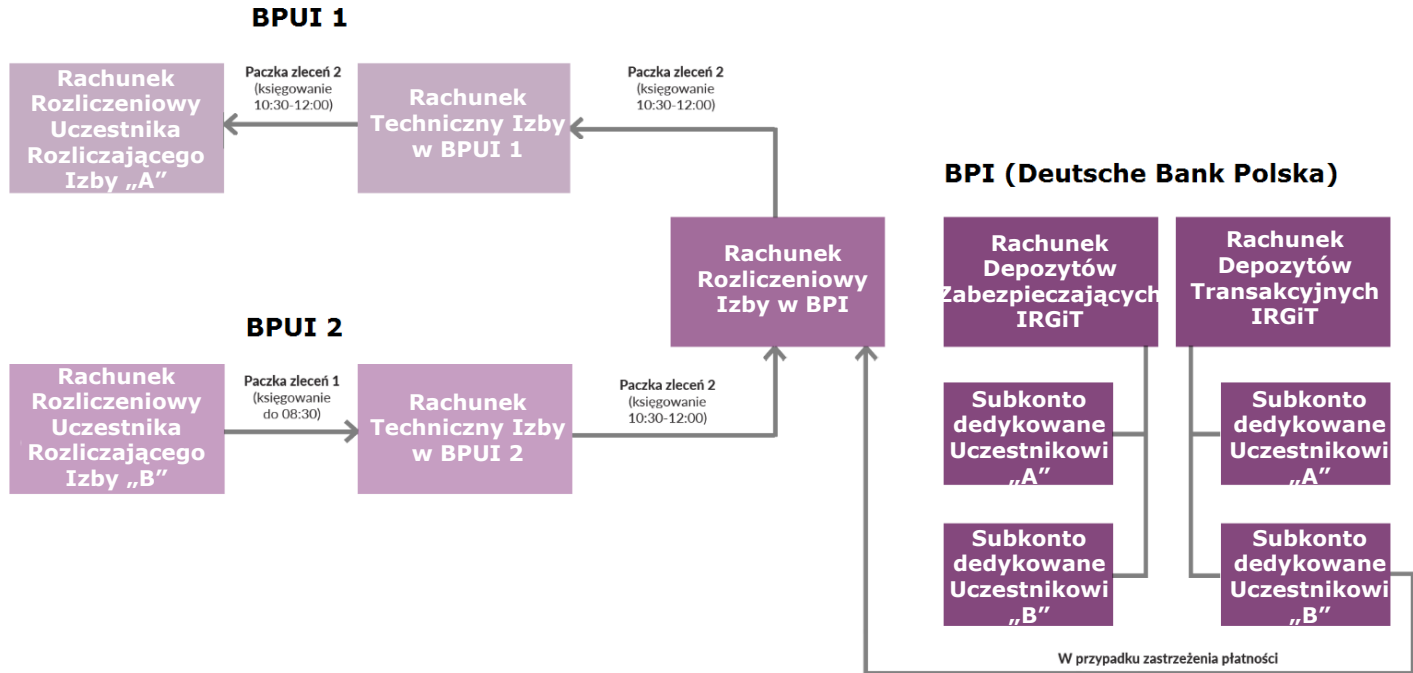 BPUI 1
Rachunek
Rozliczeniowy
Uczestnika
Rozliczającego
Izby „A”
Paczka zleceń 2
(księgowanie
10:30-12:00)
Rachunek
Techniczny Izby
w BPUI 1
Paczka zleceń 2
(księgowanie
10:30-12:00)
BPUI 2
Rachunek
Rozliczeniowy
Uczestnika
Rozliczającego
Izby „B”
Paczka zleceń 1
(księgowanie
do 08:30)
Rachunek
Techniczny Izby
w BPUI 2
Paczka zleceń 2
(księgowanie
10:30-12:00)
Rachunek
Rozliczeniowy
Izby w BPI
BPI (Deutsche Bank Polska)
Rachunek
Depozytów
Zabezpieczających
IRGiT
Rachunek
Depozytów
Transakcyjnych
IRGiT
Subkonto
dedykowane
Uczestnikowi
„A”
Subkonto
dedykowane
Uczestnikowi
„A”
Subkonto
dedykowane
Uczestnikowi
„B”
Subkonto
dedykowane
Uczestnikowi
„B”
W przypadku zastrzeżenia płatności